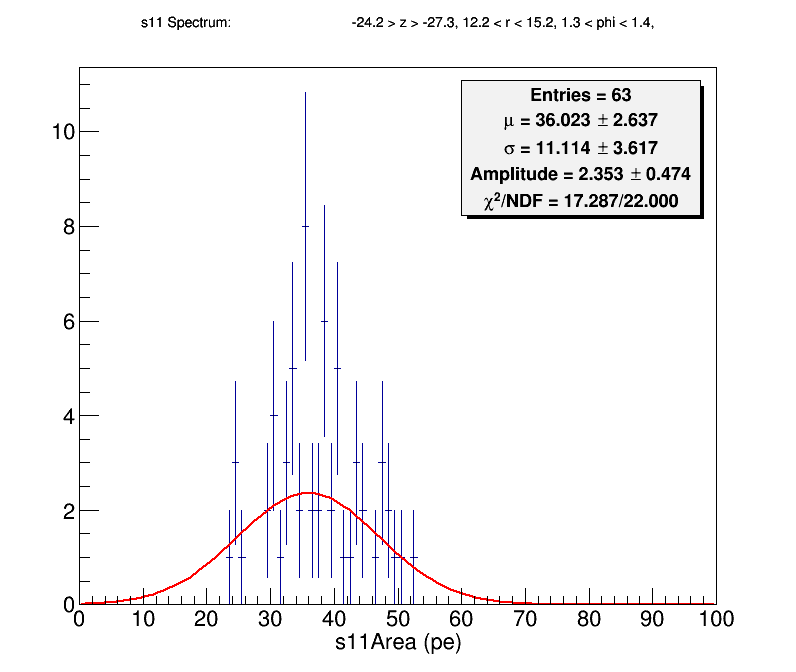 s11 Spectrum: -24.2 > z > -27.3, 12.2 < r < 15.2, 1.3 < phi < 1.4,
Entries = 63
μ = 36.023 ± 2.637
σ = 11.114 ± 3.617
Amplitude = 2.353 ± 0.474
χ²/NDF = 17.287/22.000
10
8
6
4
2
0
0 10 20 30 40 50 60 70 80 90 100
s11Area (pe)